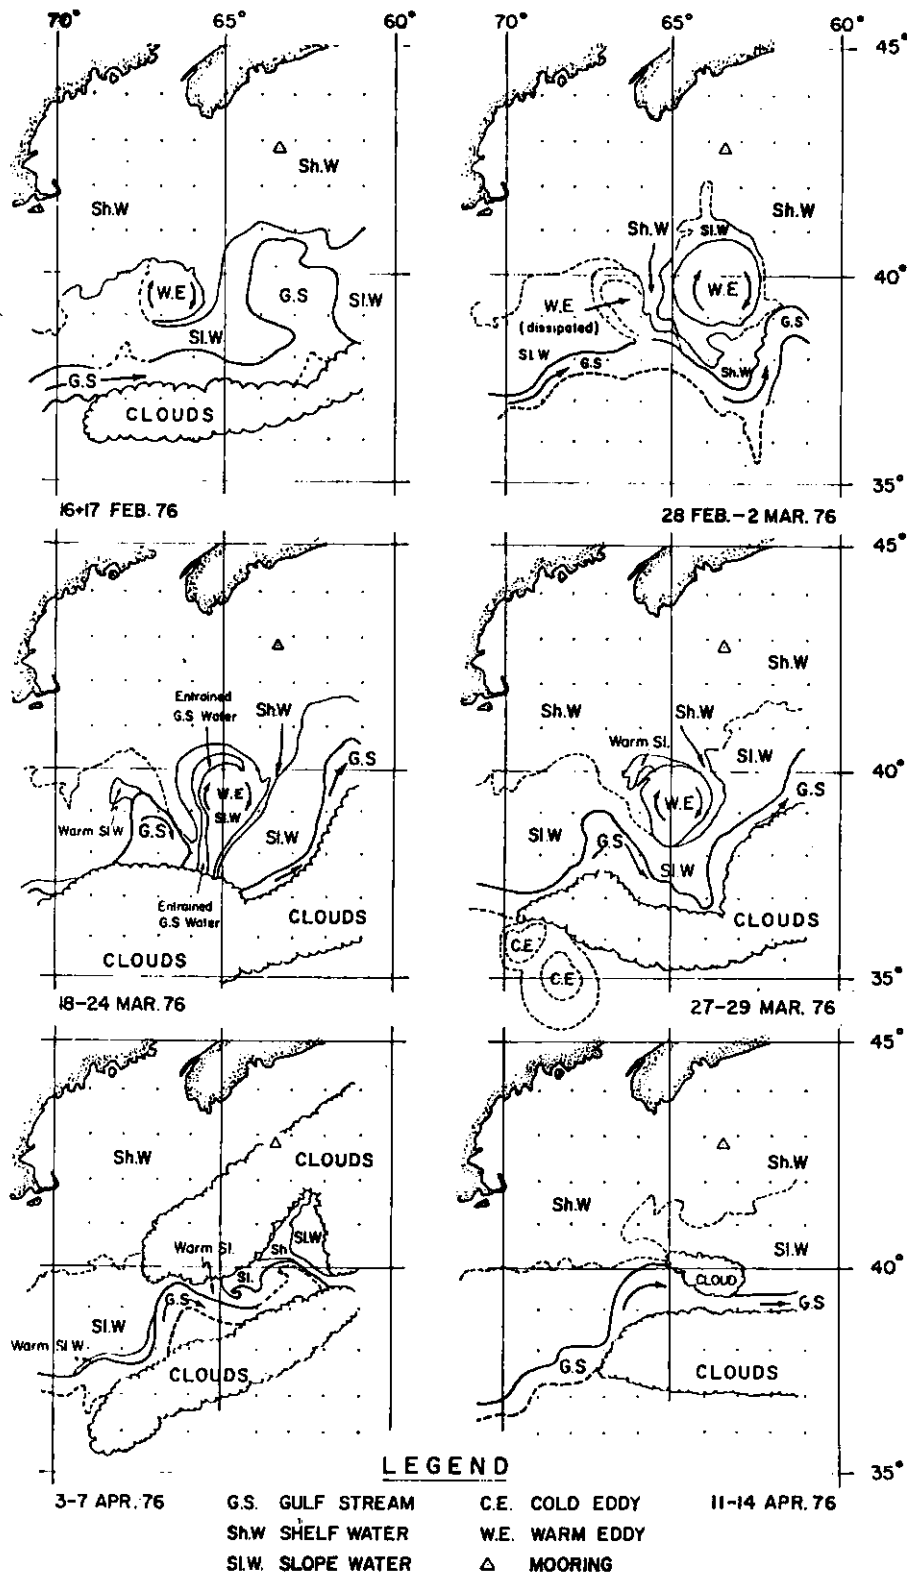 70° 65° 60° 70° 65° 60°
45°
Sh.W
Sh.W
W.E
G.S
Sl.W
Sl.W
G.S
CLOUDS
16+17 FEB. 76
Sh.W
Sh.W
Sl.W
40°
W.E
W.E
(dissipated)
G.S
Sl.W
G.S
Sh.W
35°
28 FEB.-2 MAR. 76
Entrained
G.S Water
Sh.W
G.S
W.E
Sl.W
Warm Sl.W
G.S
Sl.W
Entrained
G.S Water
CLOUDS
CLOUDS
18-24 MAR. 76
45°
Sh.W
Sh.W
Sh.W
Warm Sl.
Sl.W
40°
W.E
G.S
Sl.W
G.S
Sl.W
CLOUDS
C.E
C.E
35°
27-29 MAR. 76
Sh.W
CLOUDS
Warm Sl.
Sh
Sl.W
Sl.
G.S
Sl.W
Warm Sl.W.
CLOUDS
3-7 APR. 76
45°
Sh.W
Sh.W
Sl.W
40°
CLOUD
G.S
G.S
CLOUDS
35°
11-14 APR. 76
LEGEND
G.S. GULF STREAM C.E. COLD EDDY
Sh.W SHELF WATER W.E. WARM EDDY
Sl.W. SLOPE WATER △ MOORING